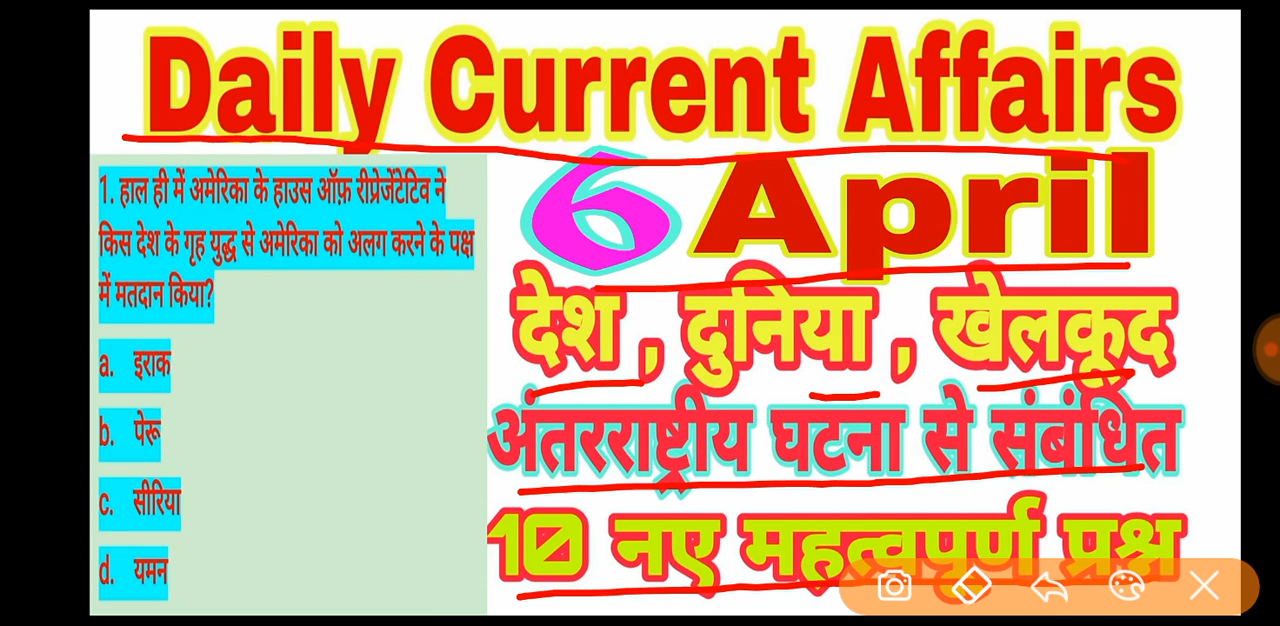 Daily Current Affairs
6 April
1. हाल ही में अमेरिका के हाउस ऑफ़ रीप्रेजेंटेटिव ने
किस देश के गृह युद्ध से अमेरिका को अलग करने के पक्ष
में मतदान किया?
a. इराक
b. पेरू
c. सीरिया
d. यमन
देश , दुनिया , खेलकूद
अंतरराष्ट्रीय घटना से संबंधित
10 नए महत्वपूर्ण प्रश्न